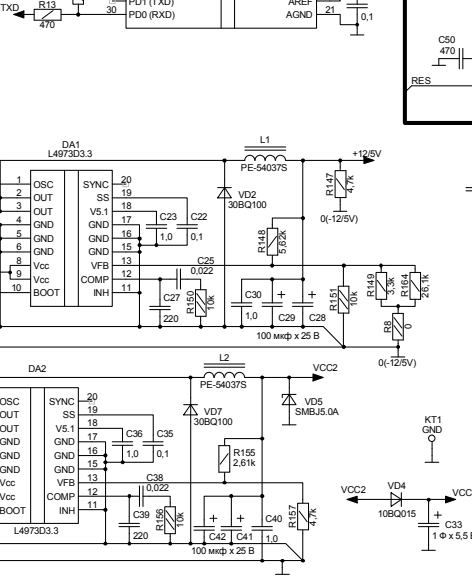 TXD
R13
470
PD1 (TXD)
30
PD0 (RXD)
AREF
AGND
21
0,1
C50
470
RES
DA1
L4973D3.3
1
OSC
SYNC
20
2
OUT
SS
19
3
OUT
V5.1
18
4
GND
GND
17
5
GND
GND
16
6
GND
GND
15
8
Vcc
VFB
13
9
Vcc
COMP
12
10
BOOT
INH
11
C23
1,0
C22
0,1
C25
0,022
C27
220
R150
10k
L1
PE-54037S
VD2
30BQ100
R148
5,62k
C30
1,0
C29
C28
100 мкф x 25 В
+12/5V
R147
4,7k
0(-12/5V)
R151
10k
R149
3,3k
R164
26,1k
R8
0
0(-12/5V)
DA2
OSC
SYNC
20
OUT
SS
19
OUT
V5.1
18
GND
GND
17
GND
GND
16
GND
GND
15
Vcc
VFB
13
Vcc
COMP
12
BOOT
INH
11
L4973D3.3
C36
1,0
C35
0,1
C38
0,022
C39
220
R156
10k
L2
PE-54037S
VD7
30BQ100
R155
2,61k
C42
C41
C40
1,0
100 мкф x 25 В
VCC2
VD5
SMBJ5.0A
R157
4,7k
KT1
GND
VCC2
VD4
10BQ015
VCC
C33
1 Ф x 5,5 В